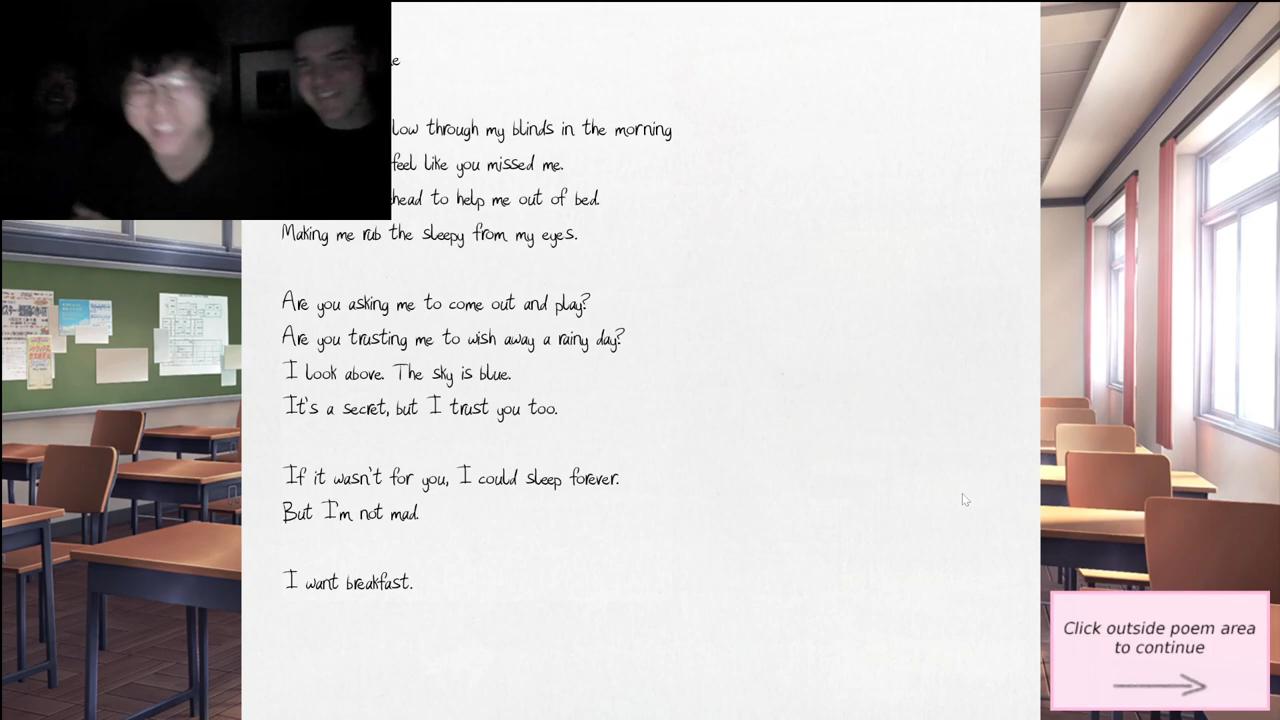 e
low through my blinds in the morning
feel like you missed me.
head to help me out of bed.
Making me rub the sleepy from my eyes.
Are you asking me to come out and play?
Are you trusting me to wish away a rainy day?
I look above. The sky is blue.
It's a secret, but I trust you too.
If it wasn't for you, I could sleep forever.
But I'm not mad.
I want breakfast.
Click outside poem area
to continue